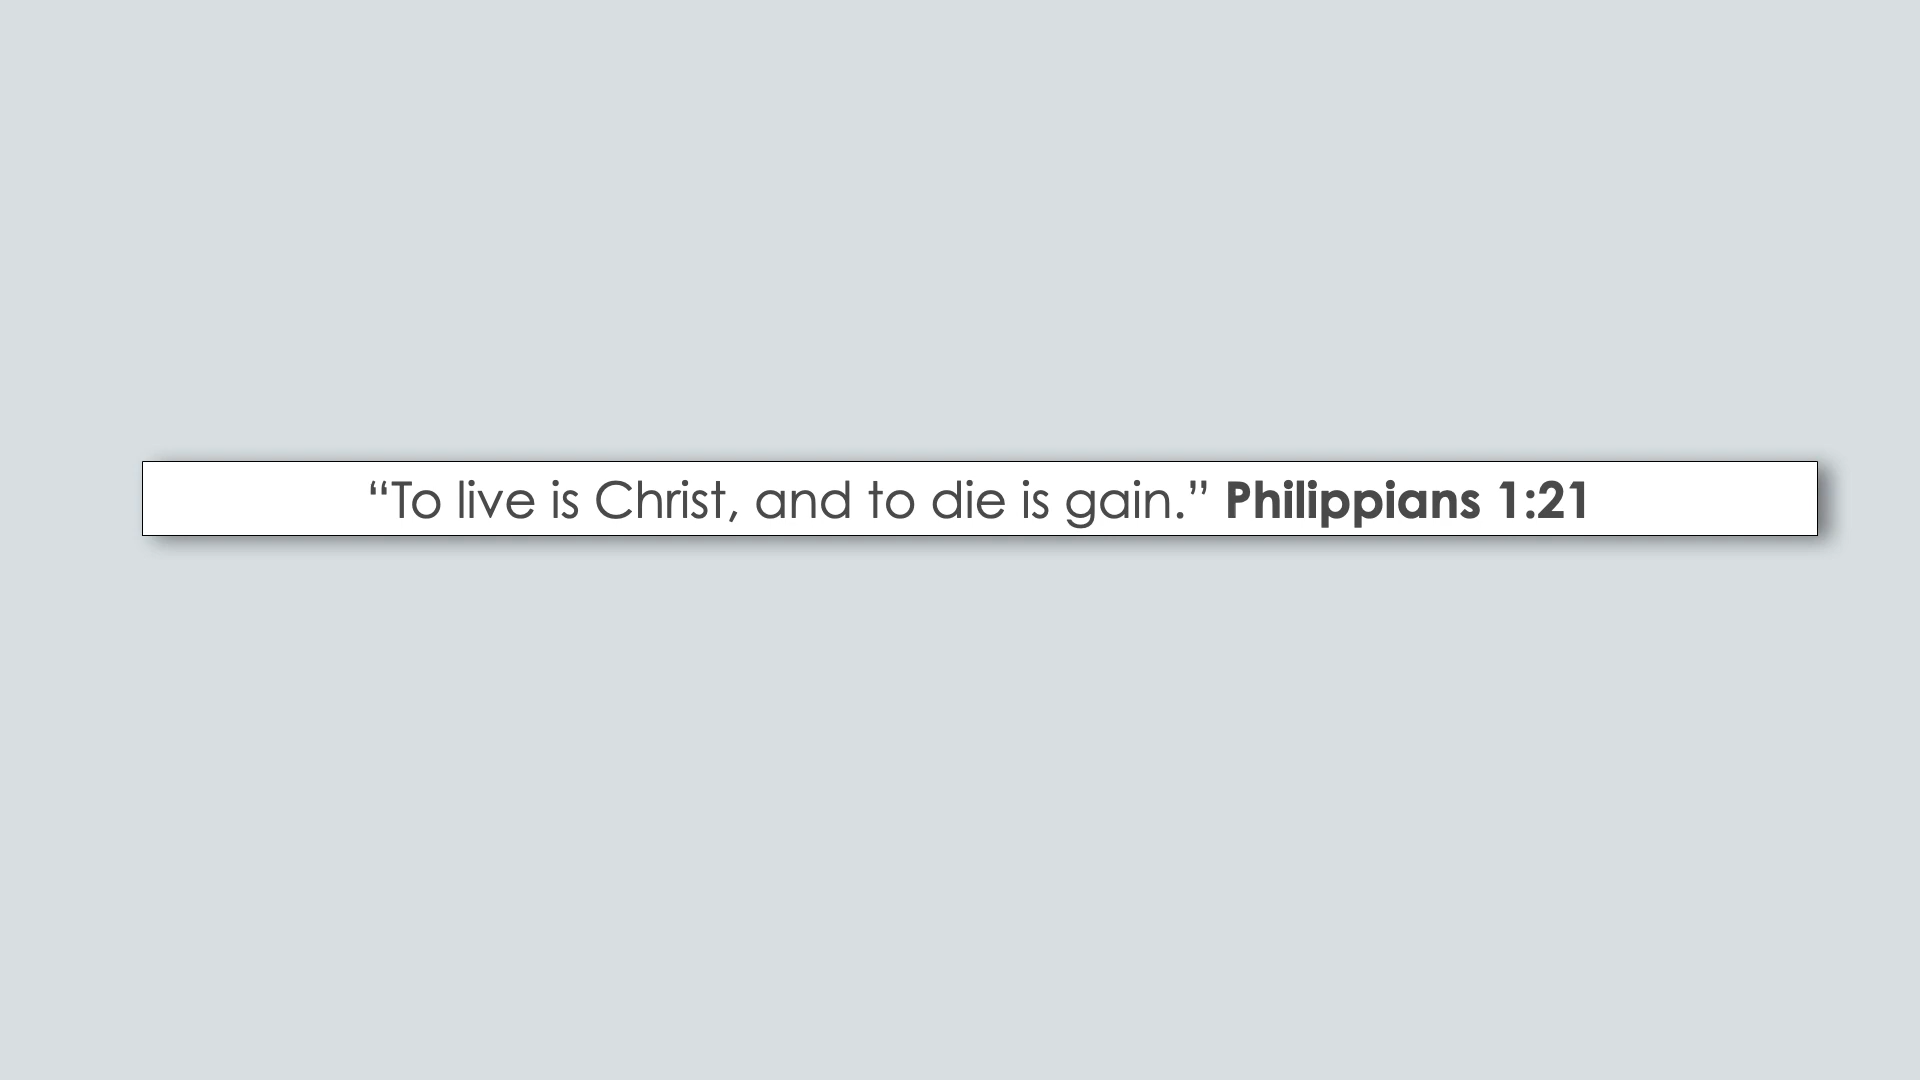 “To live is Christ, and to die is gain.” Philippians 1:21